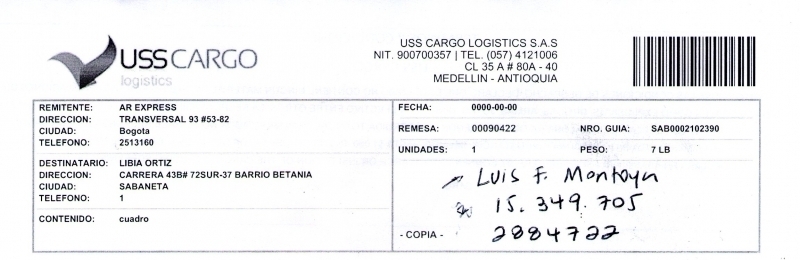 USSCARGO
logistics
USS CARGO LOGISTICS S.A.S
NIT. 900700357 | TEL. (057) 4121006
CL 35 A # 80A - 40
MEDELLIN - ANTIOQUIA
REMITENTE: AR EXPRESS
DIRECCION: TRANSVERSAL 93 #53-82
CIUDAD: Bogota
TELEFONO: 2513160
DESTINATARIO: LIBIA ORTIZ
DIRECCION: CARRERA 43B# 72SUR-37 BARRIO BETANIA
CIUDAD: SABANETA
TELEFONO: 1
CONTENIDO: cuadro
FECHA: 0000-00-00
REMESA: 00090422 NRO. GUIA: SAB0002102390
UNIDADES: 1 PESO: 7 LB
Luis F. Montoya
15.349.705
2884722
- COPIA -